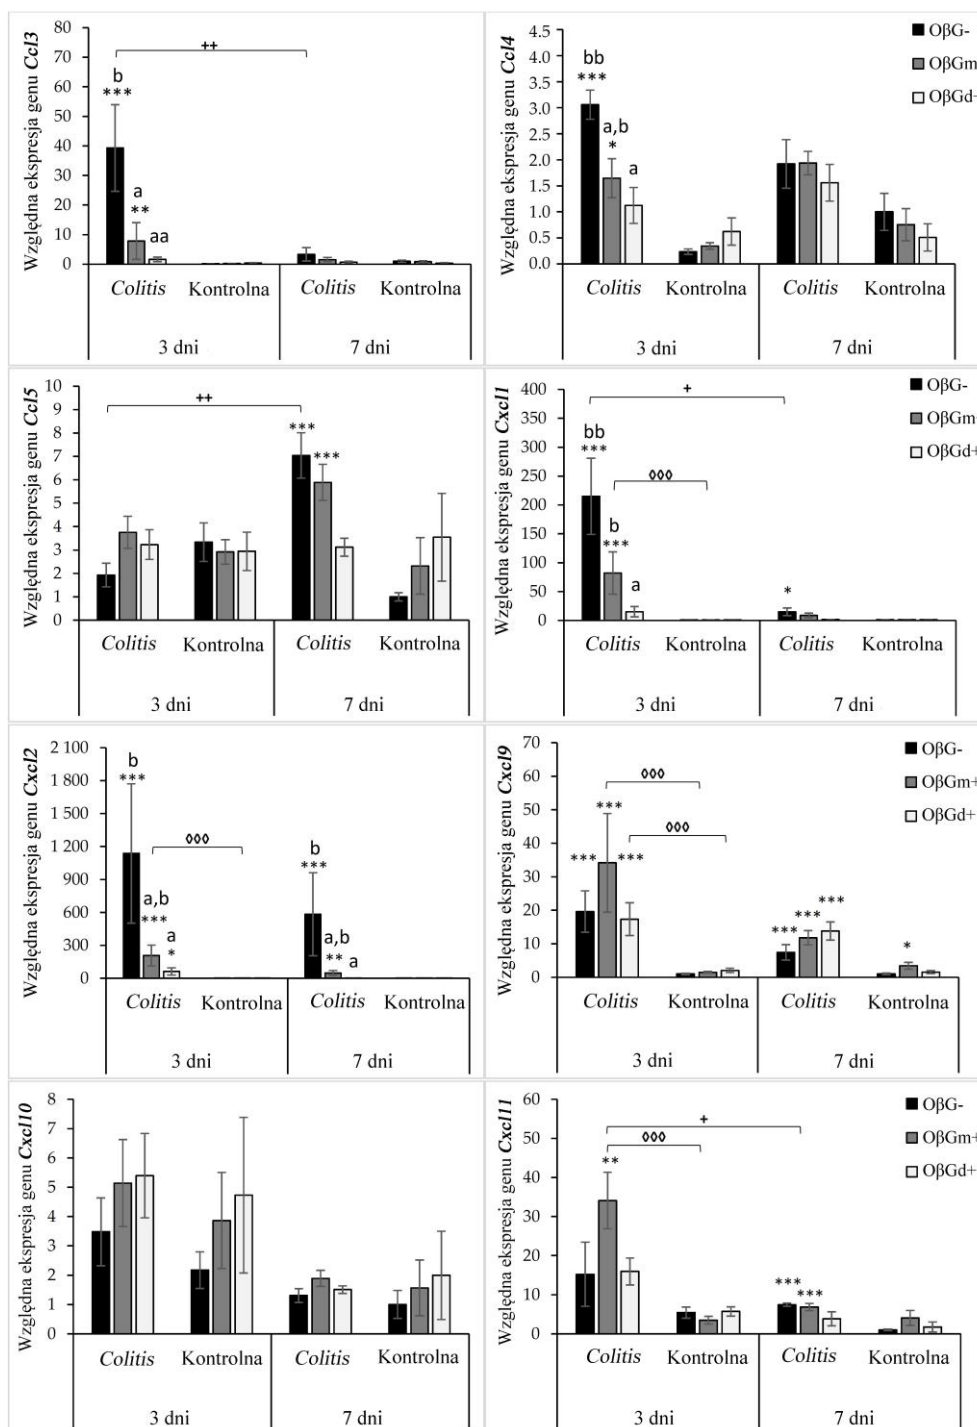 Względna ekspresja genu Ccl3
80
70
60
50
40
30
20
10
0
b
***
a
**
aa
++
Colitis Kontrolna Colitis Kontrolna
3 dni 7 dni
Względna ekspresja genu Ccl4
4.5
4.0
3.5
3.0
2.5
2.0
1.5
1.0
0.5
0.0
bb
***
a,b
*
a
OβG-
OβGm
OβGd+
Colitis Kontrolna Colitis Kontrolna
3 dni 7 dni
Względna ekspresja genu Ccl5
10
9
8
7
6
5
4
3
2
1
0
++
***
***
Colitis Kontrolna Colitis Kontrolna
3 dni 7 dni
Względna ekspresja genu Cxcl1
400
350
300
250
200
150
100
50
0
+
bb
***
◊◊◊
b
***
a
*
OβG-
OβGm+
OβGd+
Colitis Kontrolna Colitis Kontrolna
3 dni 7 dni
Względna ekspresja genu Cxcl2
2 100
1 800
1 500
1 200
900
600
300
0
b
***
◊◊◊
a,b
***
a
*
b
***
a,b
**
a
Colitis Kontrolna Colitis Kontrolna
3 dni 7 dni
Względna ekspresja genu Cxcl9
70
60
50
40
30
20
10
0
◊◊◊
***
◊◊◊
***
***
***
***
***
*
OβG-
OβGm+
OβGd+
Colitis Kontrolna Colitis Kontrolna
3 dni 7 dni
Względna ekspresja genu Cxcl10
8
7
6
5
4
3
2
1
0
Colitis Kontrolna Colitis Kontrolna
3 dni 7 dni
Względna ekspresja genu Cxcl11
60
50
40
30
20
10
0
+
◊◊◊
**
***
***
OβG-
OβGm+
OβGd+
Colitis Kontrolna Colitis Kontrolna
3 dni 7 dni